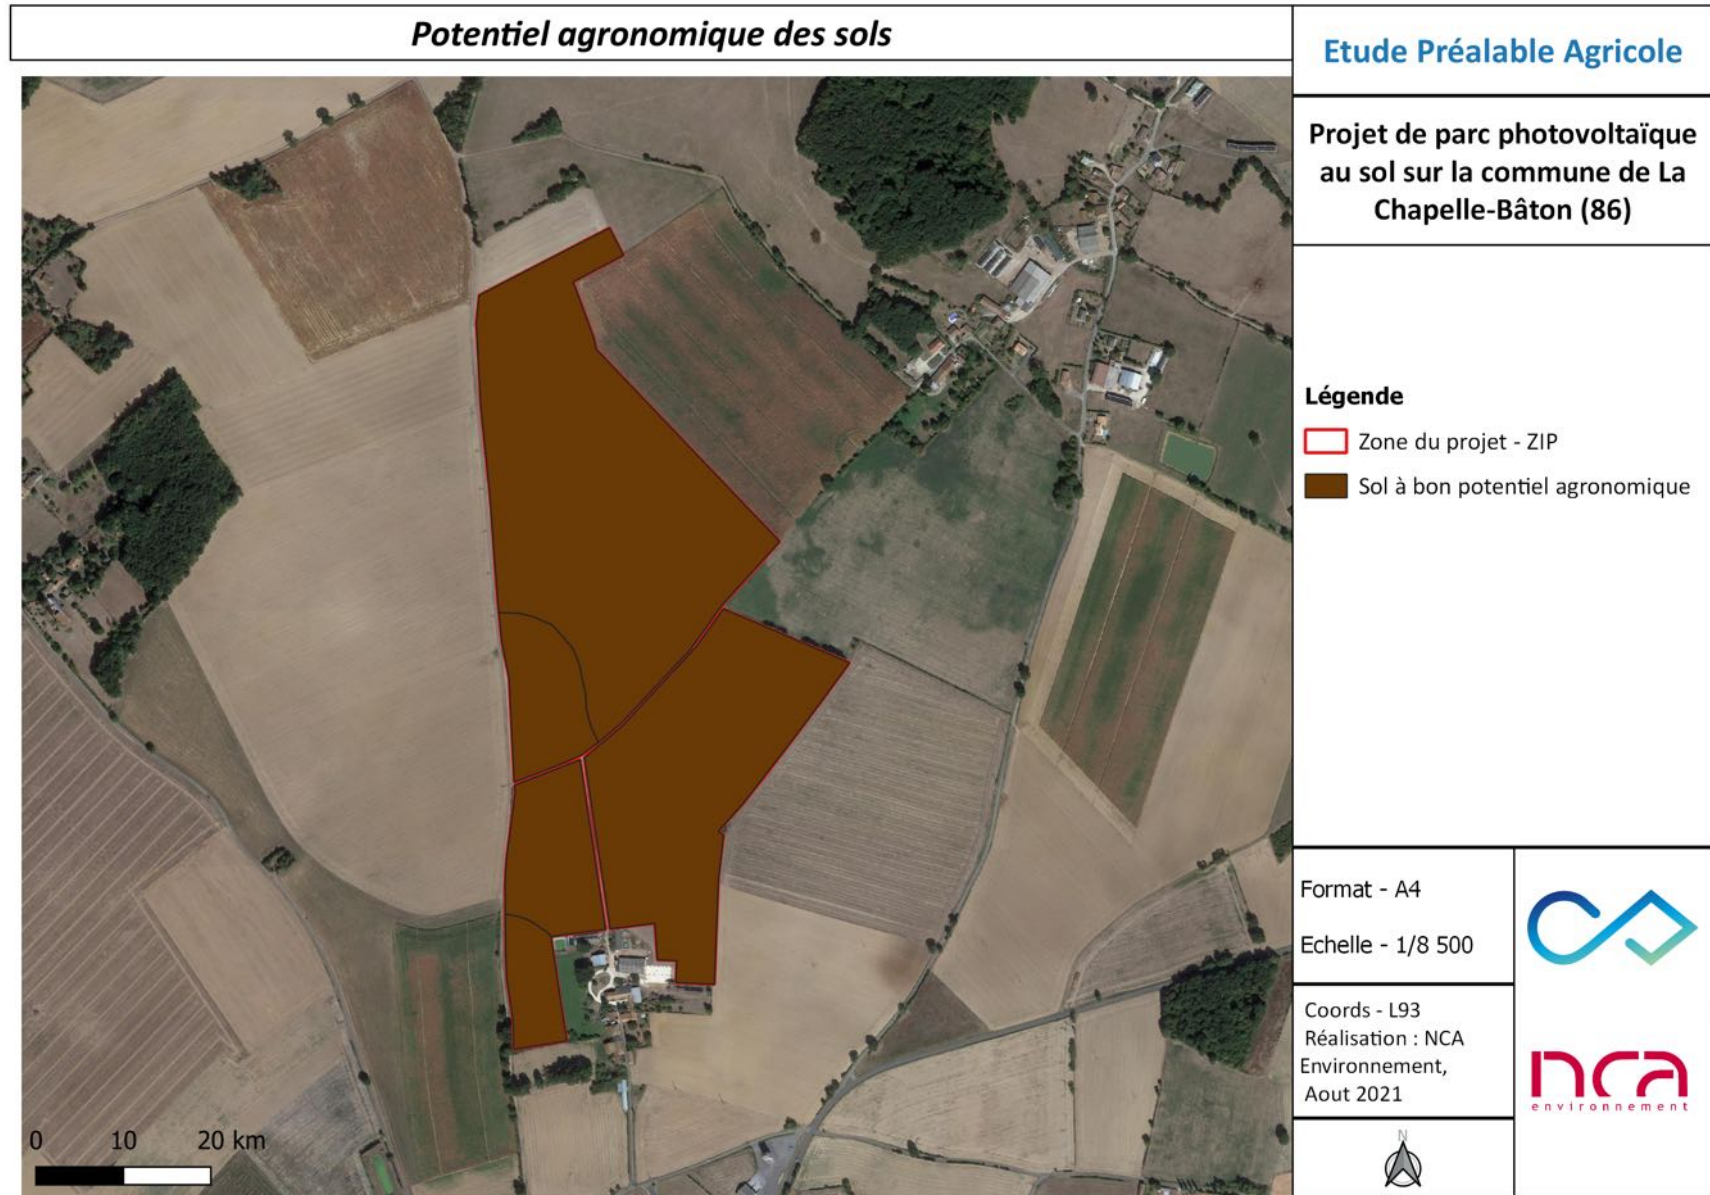 Potentiel agronomique des sols
Etude Préalable Agricole
Projet de parc photovoltaïque
au sol sur la commune de La
Chapelle-Bâton (86)
Légende
Zone du projet - ZIP
Sol à bon potentiel agronomique
Format - A4
Echelle - 1/8 500
Coords - L93
Réalisation : NCA
Environnement,
Aout 2021
nca
environnement
N
0 10 20 km